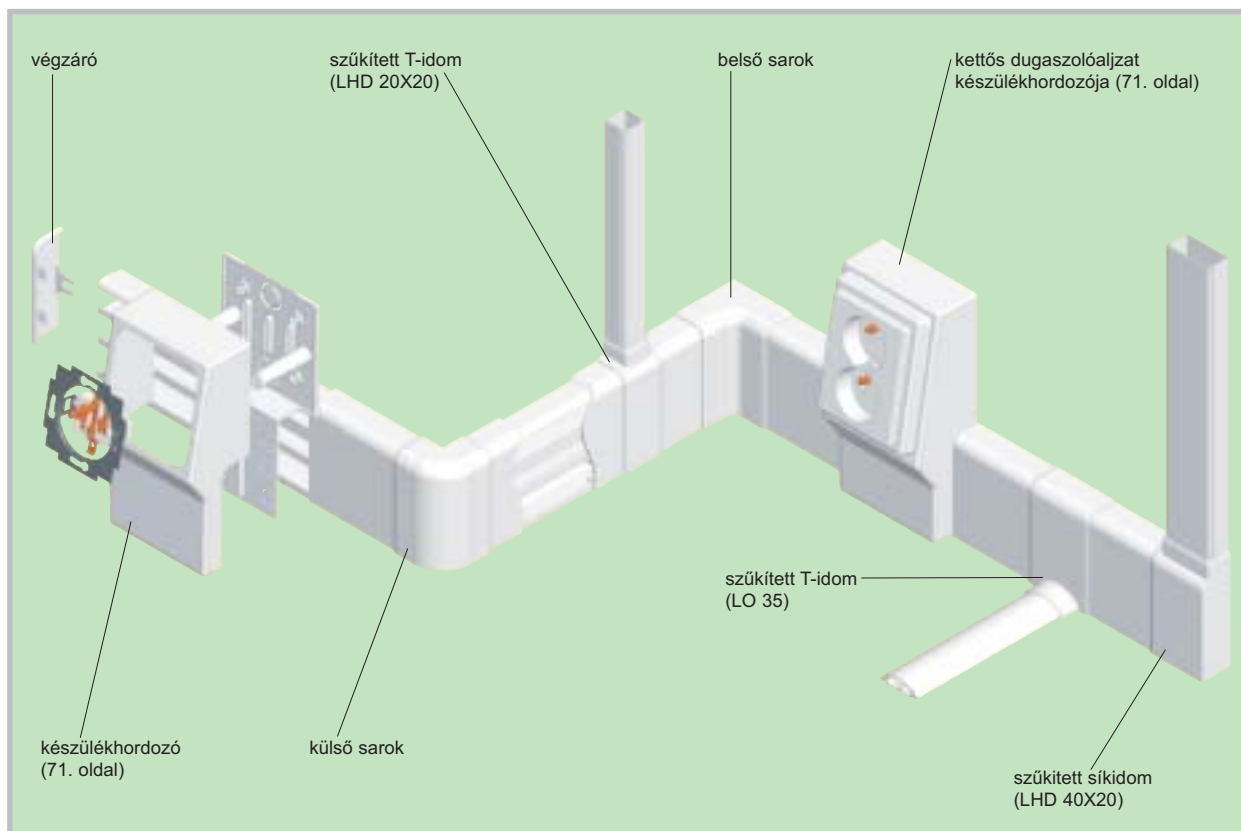 végzáró
szűkített T-idom
(LHD 20X20)
belső sarok
kettős dugaszolóaljzat
készülékhordozója (71. oldal)
szűkített T-idom
(LO 35)
készülékhordozó
(71. oldal)
külső sarok
szűkitett síkidom
(LHD 40X20)